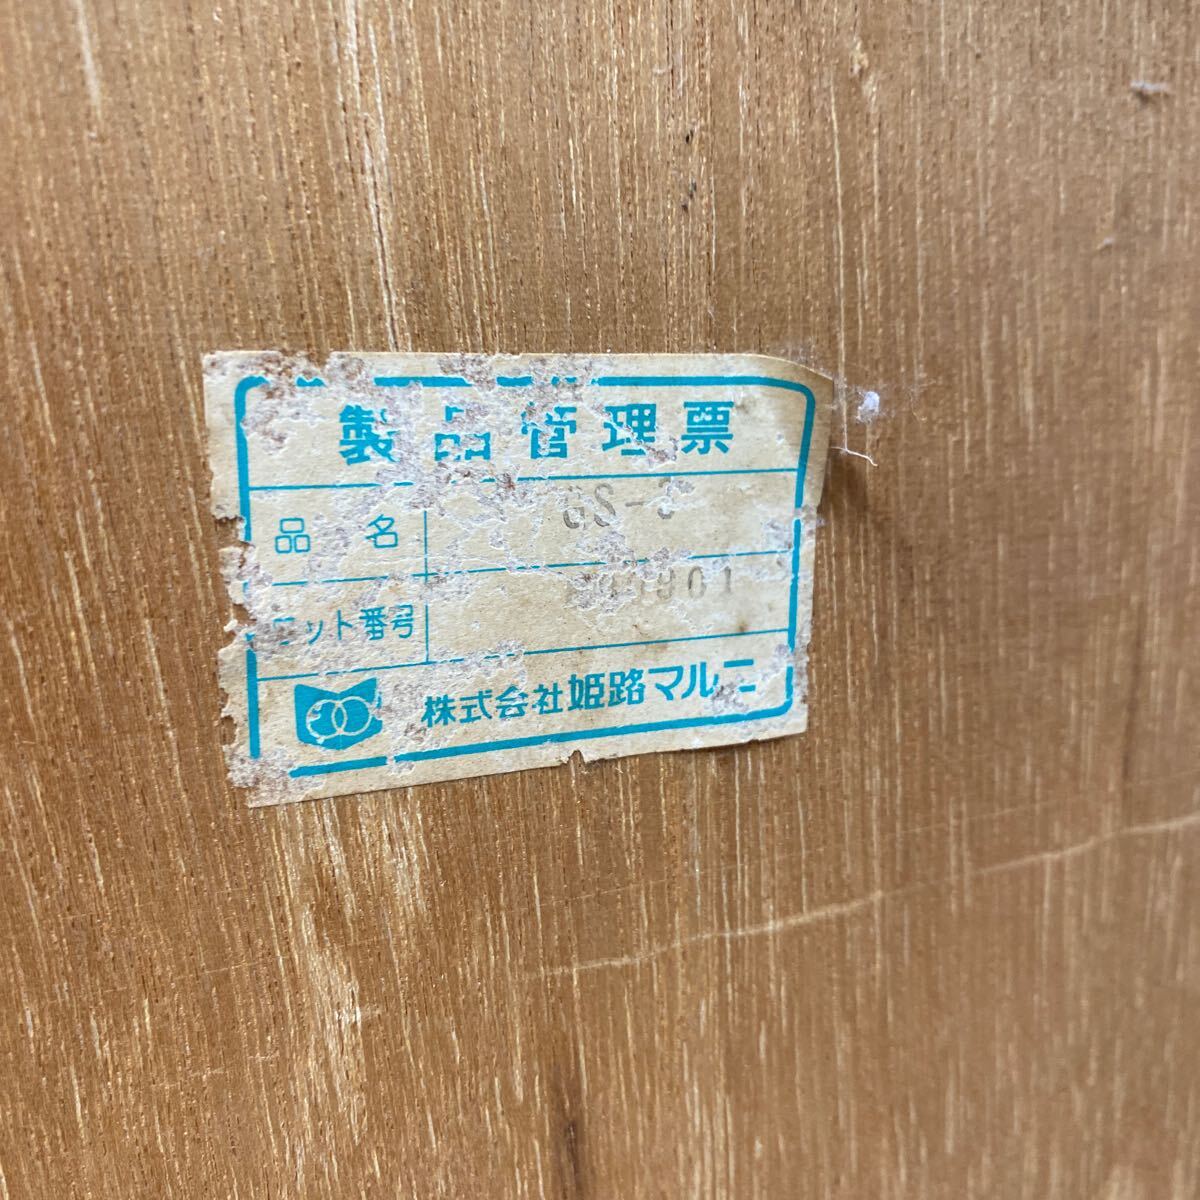 製品管理票
品名
ロット番号
株式会社姫路マルニ